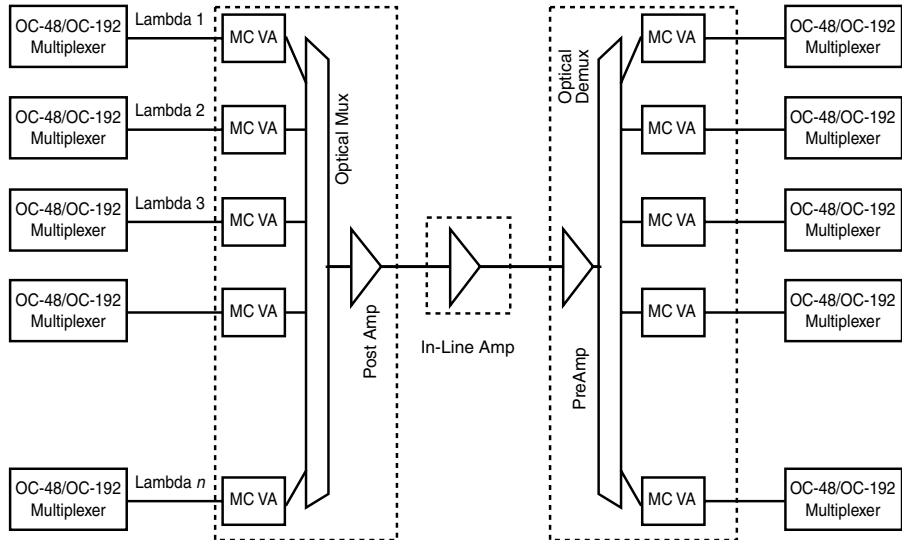 OC-48/OC-192
Multiplexer
Lambda 1
MC VA
MC VA
OC-48/OC-192
Multiplexer
OC-48/OC-192
Multiplexer
Lambda 2
MC VA
MC VA
OC-48/OC-192
Multiplexer
OC-48/OC-192
Multiplexer
Lambda 3
MC VA
MC VA
OC-48/OC-192
Multiplexer
OC-48/OC-192
Multiplexer
MC VA
MC VA
OC-48/OC-192
Multiplexer
OC-48/OC-192
Multiplexer
Lambda n
MC VA
MC VA
OC-48/OC-192
Multiplexer
Optical Mux
Post Amp
In-Line Amp
PreAmp
Optical
Demux